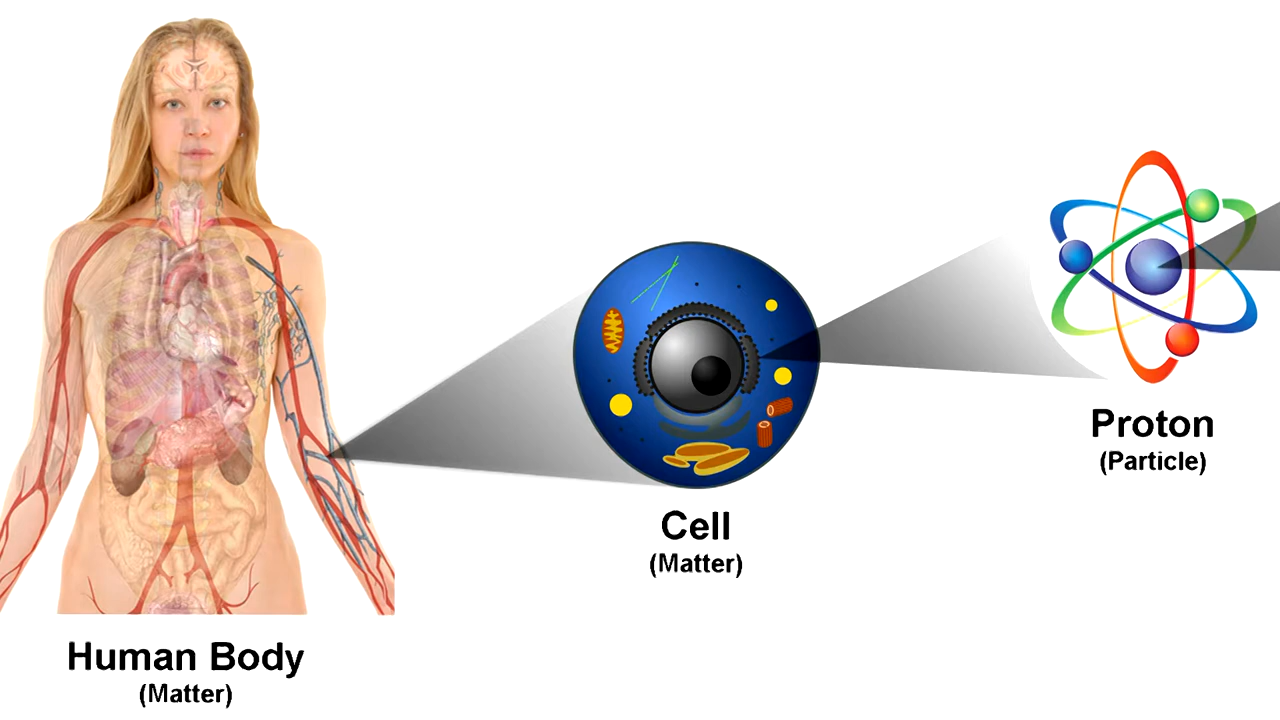 Human Body
(Matter)
Cell
(Matter)
Proton
(Particle)